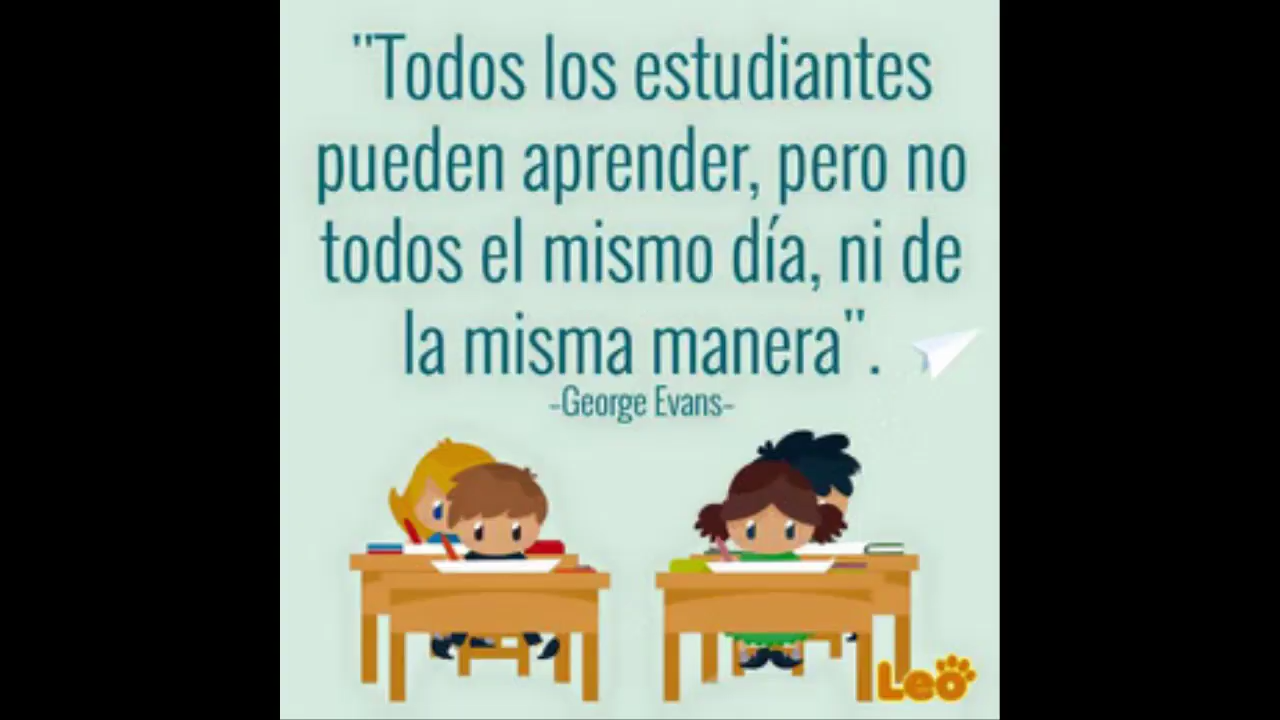 "Todos los estudiantes
pueden aprender, pero no
todos el mismo día, ni de
la misma manera".
-George Evans-
Leo